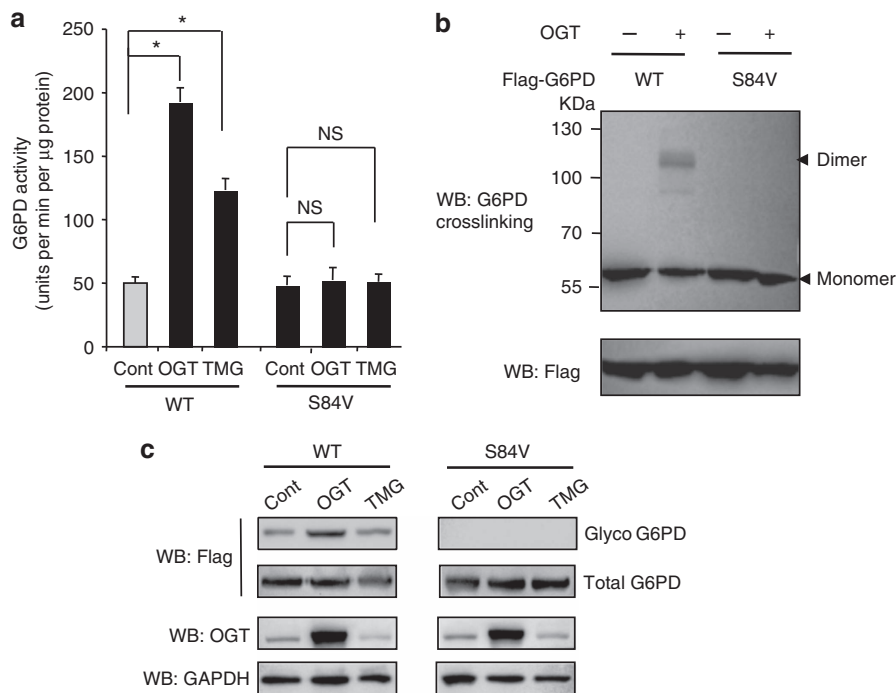 a
G6PD activity
(units per min per µg protein)
250
200
150
100
50
0
*
*
NS
NS
Cont OGT TMG
Cont OGT TMG
WT
S84V
b
OGT
– + – +
Flag-G6PD
WT
S84V
KDa
130
100
70
55
WB: G6PD
crosslinking
Dimer
Monomer
WB: Flag
c
WT
S84V
Cont OGT TMG
Cont OGT TMG
WB: Flag
Glyco G6PD
Total G6PD
WB: OGT
WB: GAPDH